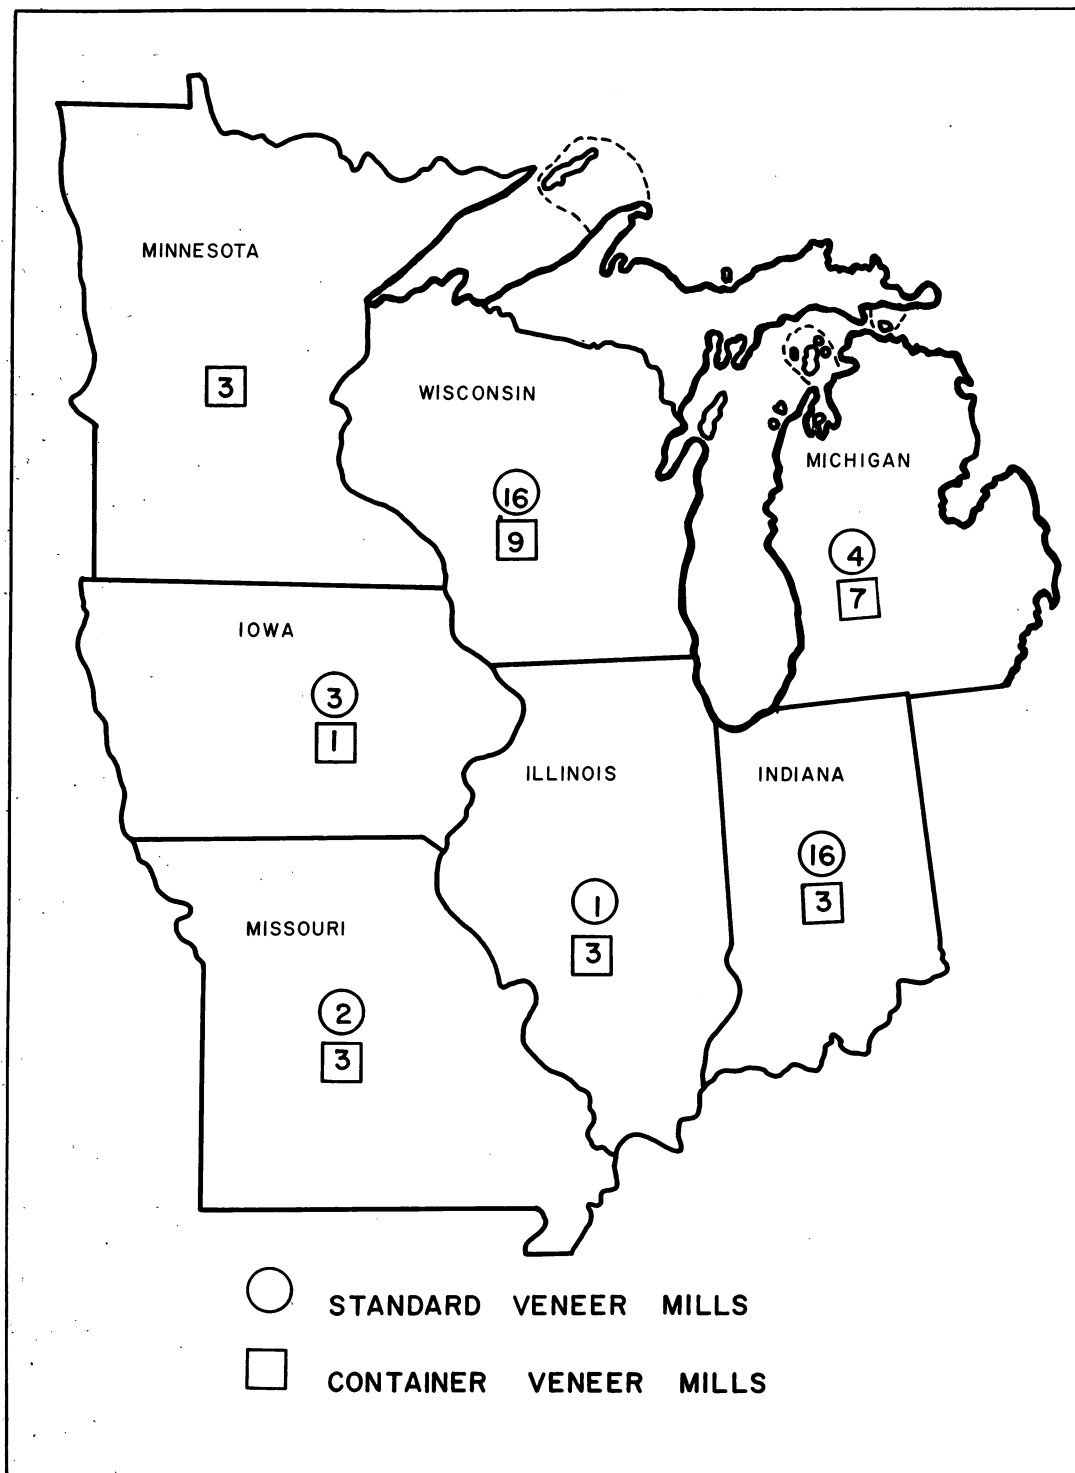 MINNESOTA
3
WISCONSIN
16
9
MICHIGAN
4
7
IOWA
3
1
ILLINOIS
1
3
INDIANA
16
3
MISSOURI
2
3
STANDARD VENEER MILLS
CONTAINER VENEER MILLS